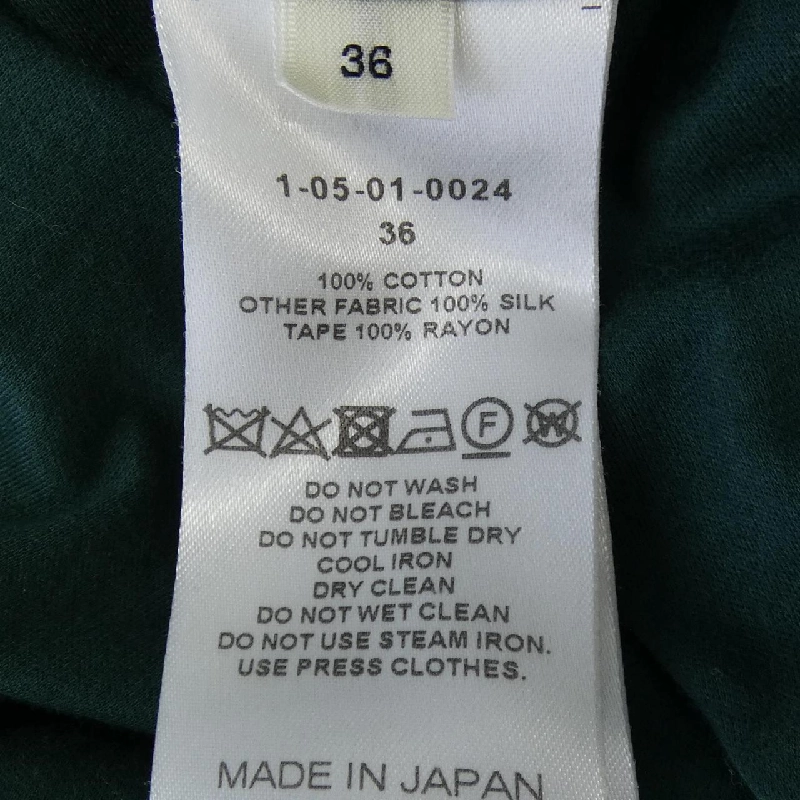 36
1-05-01-0024
36
100% COTTON
OTHER FABRIC 100% SILK
TAPE 100% RAYON
F W
DO NOT WASH
DO NOT BLEACH
DO NOT TUMBLE DRY
COOL IRON
DRY CLEAN
DO NOT WET CLEAN
DO NOT USE STEAM IRON.
USE PRESS CLOTHES.
MADE IN JAPAN